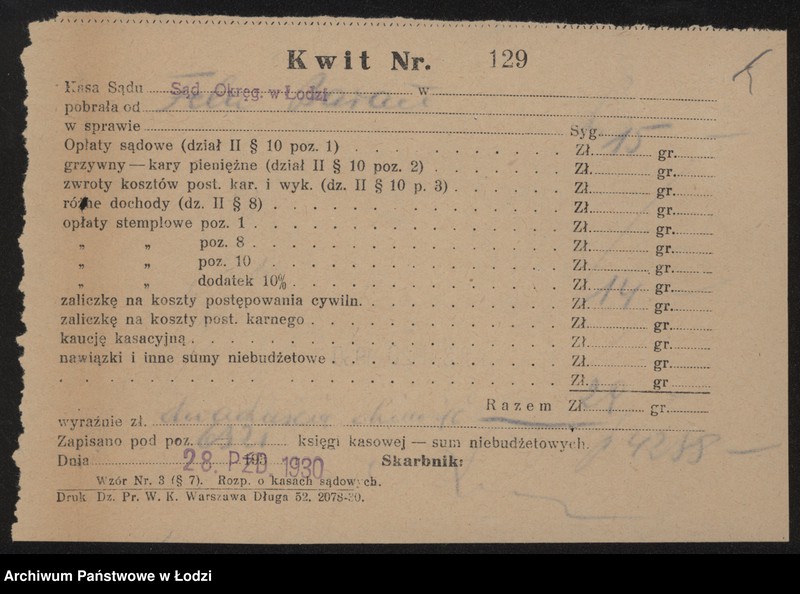 Kwit Nr. 129
Kasa Sądu Sąd Okręg. w Łodzi w
pobrała od
w sprawie Syg.
Opłaty sądowe (dział II § 10 poz. 1) Zł. 15 gr. —
grzywny — kary pieniężne (dział II § 10 poz. 2) Zł. gr.
zwroty kosztów post. kar. i wyk. (dz. II § 10 p. 3) Zł. gr.
różne dochody (dz. II § 8) Zł. gr.
opłaty stemplowe poz. 1 Zł. gr.
„ „ poz. 8 Zł. gr.
„ „ poz. 10 Zł. gr.
„ „ dodatek 10% Zł. gr.
zaliczkę na koszty postępowania cywiln. Zł. 14 gr.
zaliczkę na koszty post. karnego Zł. gr.
kaucję kasacyjną Zł. gr.
nawiązki i inne sumy niebudżetowe Zł. gr.
Zł. gr
Razem Zł. 29 gr.
wyraźnie zł.
Zapisano pod poz. księgi kasowej — sum niebudżetowych. 4288 —
Dnia 28. PŹD. 1930 193 Skarbnik:
Wzór Nr. 3 (§ 7). Rozp. o kasach sądowych.
Druk Dz. Pr. W. K. Warszawa Długa 52. 2078-30.
Archiwum Państwowe w Łodzi